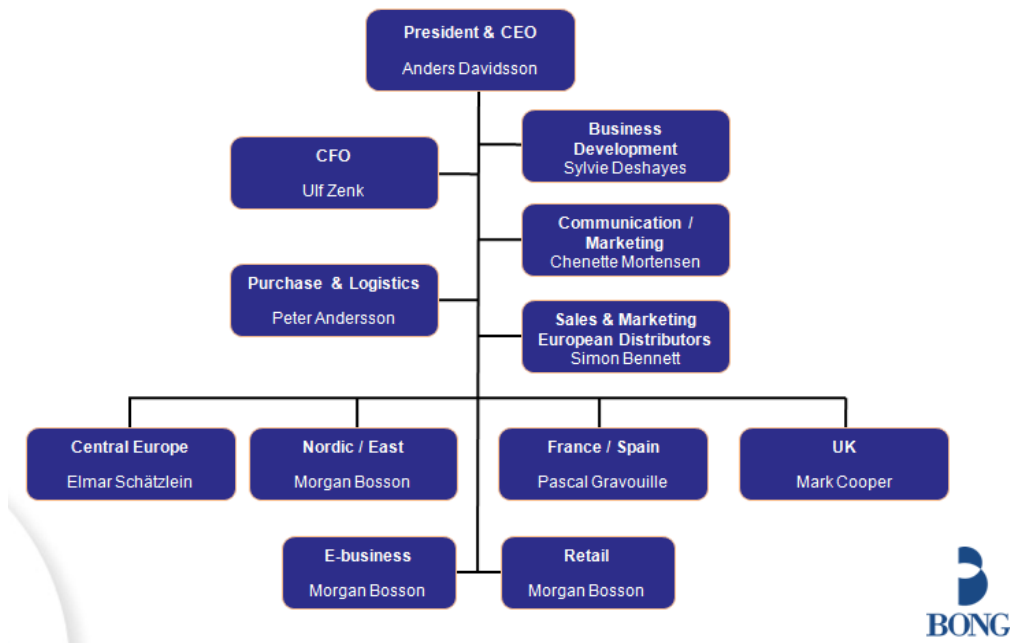 President & CEO
Anders Davidsson
Business
Development
Sylvie Deshayes
CFO
Ulf Zenk
Communication /
Marketing
Chenette Mortensen
Purchase & Logistics
Peter Andersson
Sales & Marketing
European Distributors
Simon Bennett
Central Europe
Elmar Schätzlein
Nordic / East
Morgan Bosson
France / Spain
Pascal Gravouille
UK
Mark Cooper
E-business
Morgan Bosson
Retail
Morgan Bosson
BONG